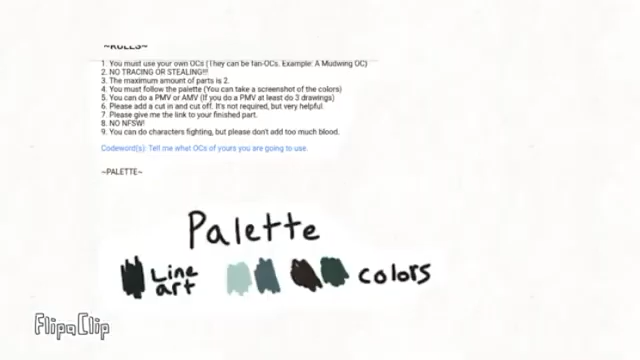 ~RULES~
1. You must use your own OCs (They can be fan-OCs. Example: A Mudwing OC)
2. NO TRACING OR STEALING!!!
3. The maximum amount of parts is 2.
4. You must follow the palette (You can take a screenshot of the colors)
5. You can do a PMV or AMV (If you do a PMV at least do 3 drawings)
6. Please add a cut in and cut off. It's not required, but very helpful.
7. Please give me the link to your finished part.
8. NO NFSW!
9. You can do characters fighting, but please don't add too much blood.
Codeword(s): Tell me what OCs of yours you are going to use.
~PALETTE~
Palette
Line
art
colors
FlipaClip